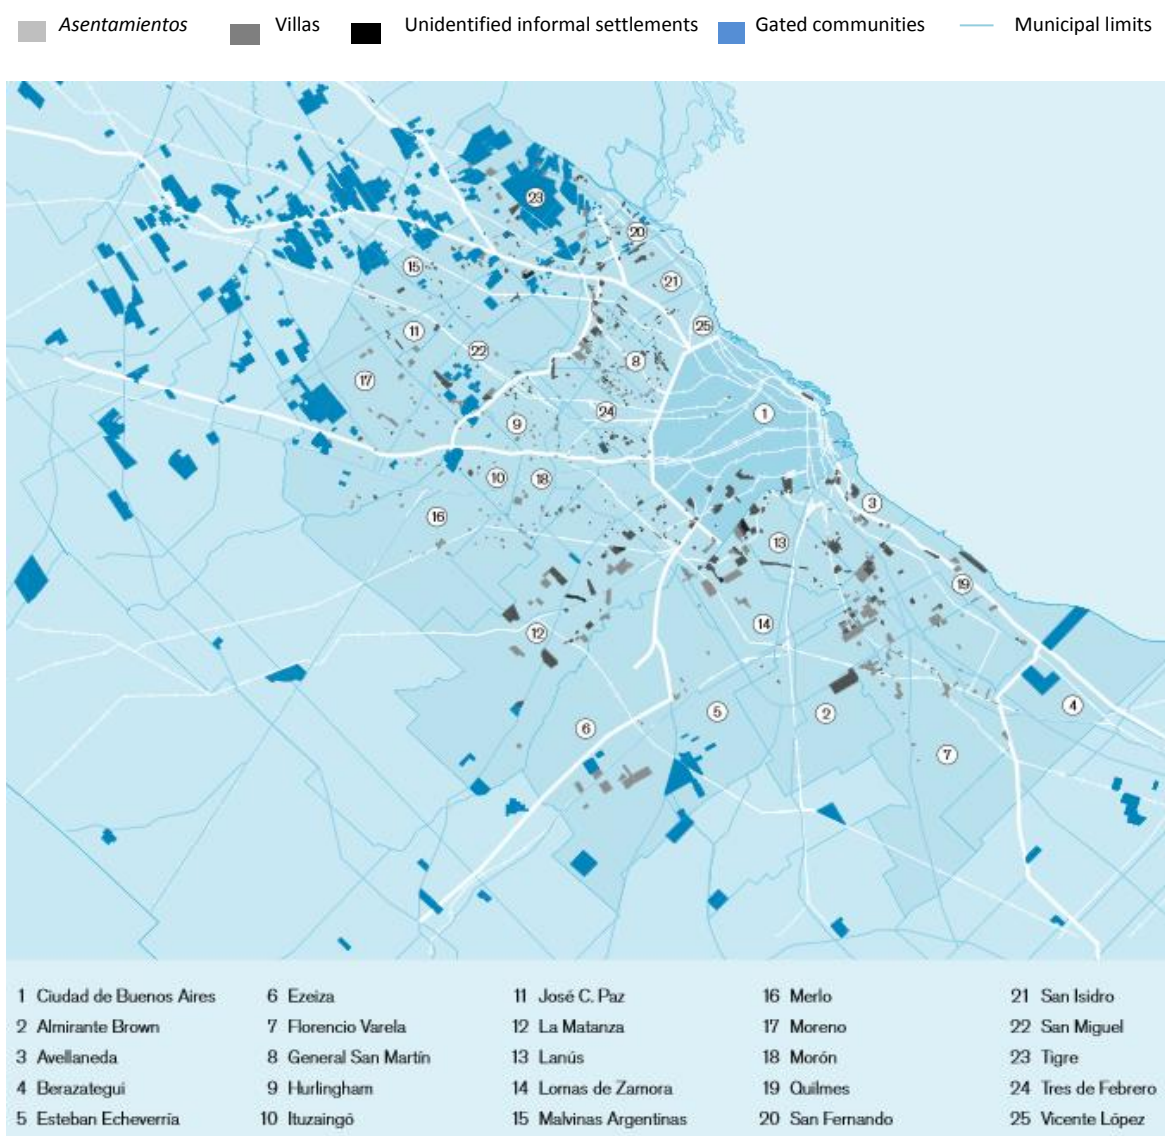 Asentamientos Villas Unidentified informal settlements Gated communities Municipal limits
23
20
15
21
25
11
22
8
17
24
1
9
10 18
3
16
13
19
14
12
4
5
2
6
7
1 Ciudad de Buenos Aires
2 Almirante Brown
3 Avellaneda
4 Berazategui
5 Esteban Echeverría
6 Ezeiza
7 Florencio Varela
8 General San Martín
9 Hurlingham
10 Ituzaingó
11 José C. Paz
12 La Matanza
13 Lanús
14 Lomas de Zamora
15 Malvinas Argentinas
16 Merlo
17 Moreno
18 Morón
19 Quilmes
20 San Fernando
21 San Isidro
22 San Miguel
23 Tigre
24 Tres de Febrero
25 Vicente López